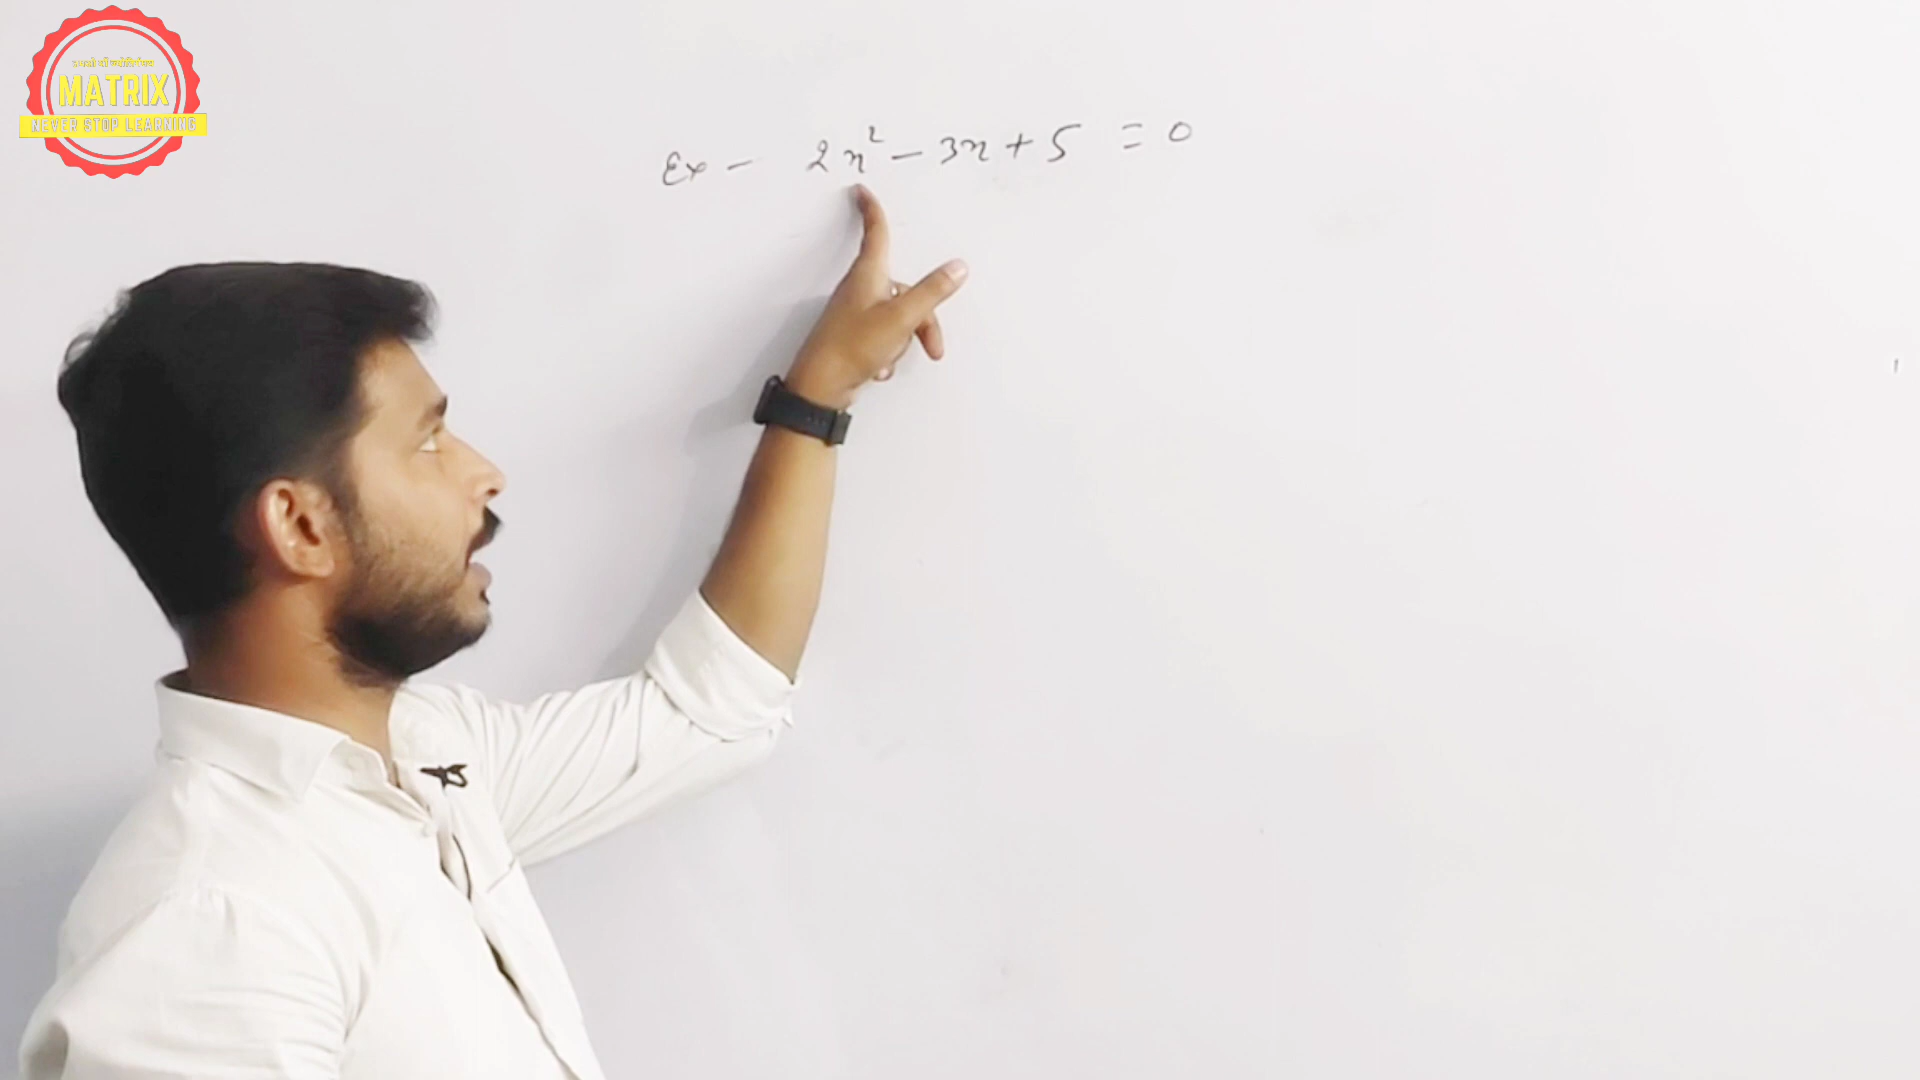 MATRIX
NEVER STOP LEARNING
Ex - 2x² - 3x + 5 = 0